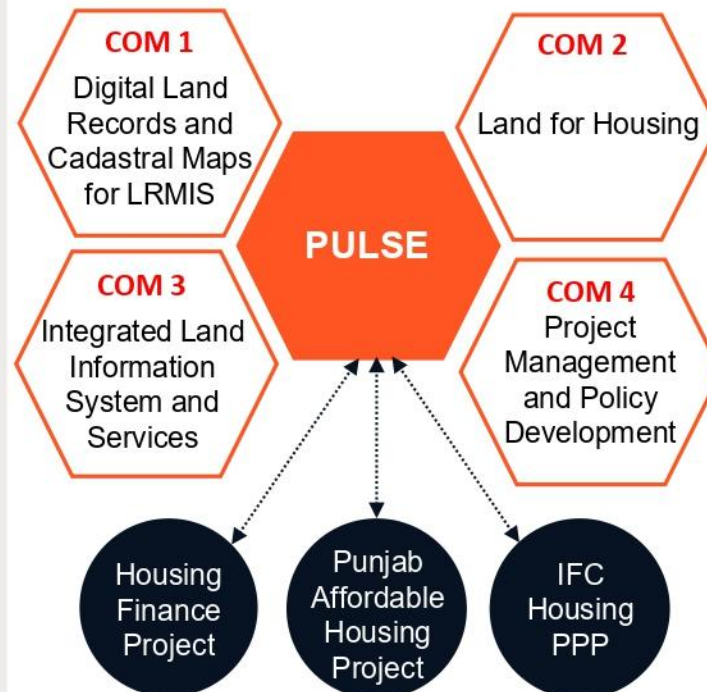 COM 1
Digital Land
Records and
Cadastral Maps
for LRMIS
COM 2
Land for Housing
PULSE
COM 3
Integrated Land
Information
System and
Services
COM 4
Project
Management
and Policy
Development
Housing
Finance
Project
Punjab
Affordable
Housing
Project
IFC
Housing
PPP